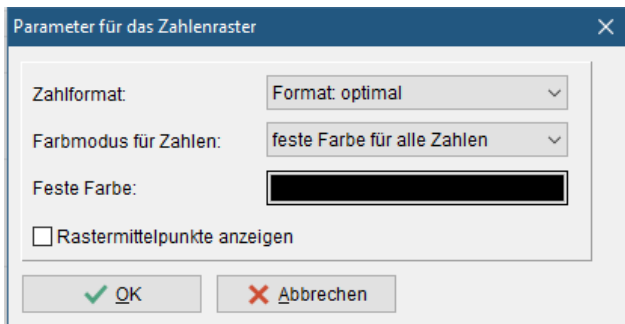 Parameter für das Zahlenraster
Zahlformat: Format: optimal
Farbmodus für Zahlen: feste Farbe für alle Zahlen
Feste Farbe:
Rastermittelpunkte anzeigen
OK Abbrechen